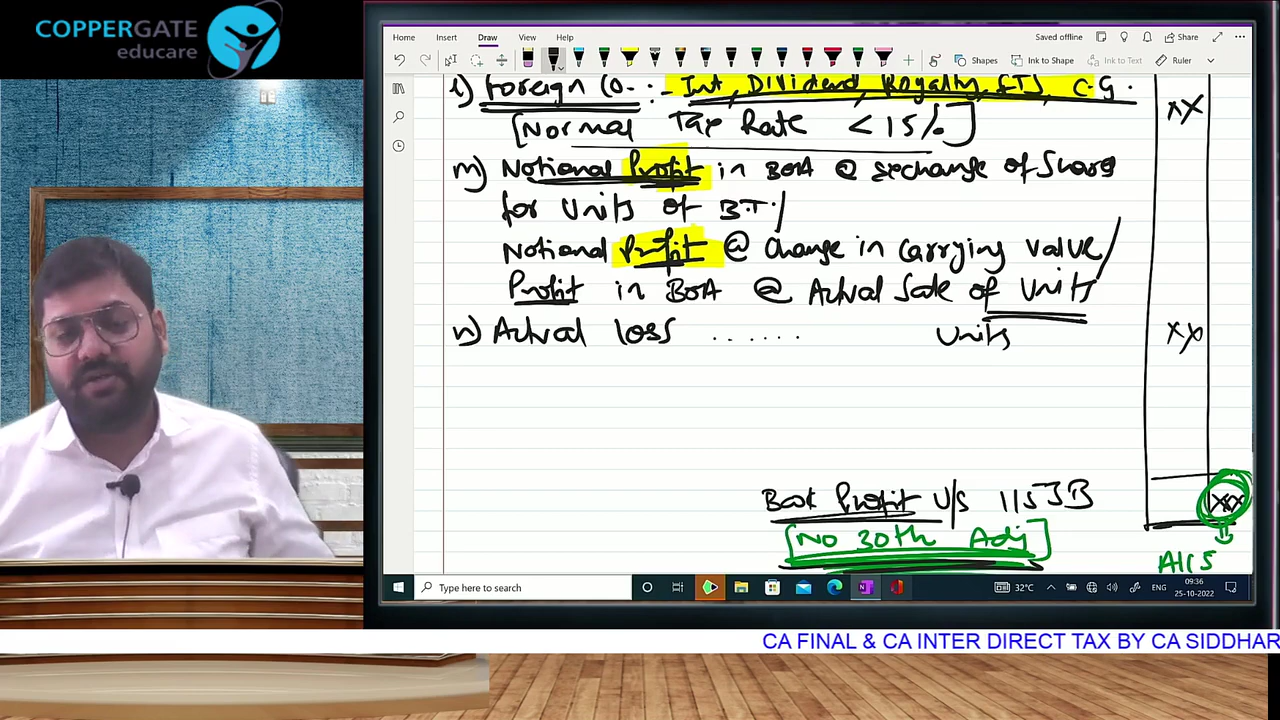 COPPERGATE
educare
Home Insert Draw View Help
Saved offline
Share
Shapes
Ink to Shape
Ink to Text
Ruler
l) Foreign Co. :- Int, Dividend, Royalty, FTS, C.G.
[Normal Tax Rate < 15%]
XX
m) Notional Profit in BOA @ exchange of Shares
for Units of B.T./
Notional Profit @ Change in Carrying Value/
Profit in BOA @ Actual Sale of Units
n) Actual loss ....... Units
XX
Book Profit U/s 115JB
XXX
[No 30th Adj]
A115
Type here to search
32°C
ENG
09:36
25-10-2022
CA FINAL & CA INTER DIRECT TAX BY CA SIDDHAR